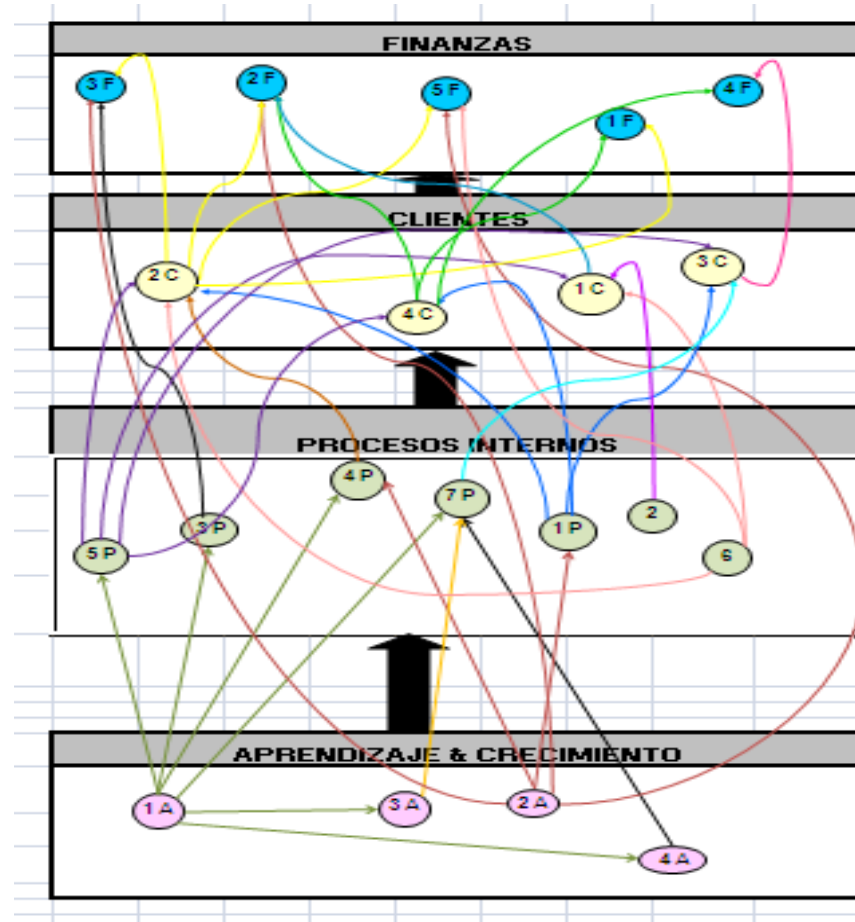 FINANZAS
3 F
2 F
5 F
4 F
1 F
CLIENTES
2 C
3 C
1 C
4 C
PROCESOS INTERNOS
4 P
7 P
2
3 P
1 P
5 P
6
APRENDIZAJE & CRECIMIENTO
1 A
3 A
2 A
4 A